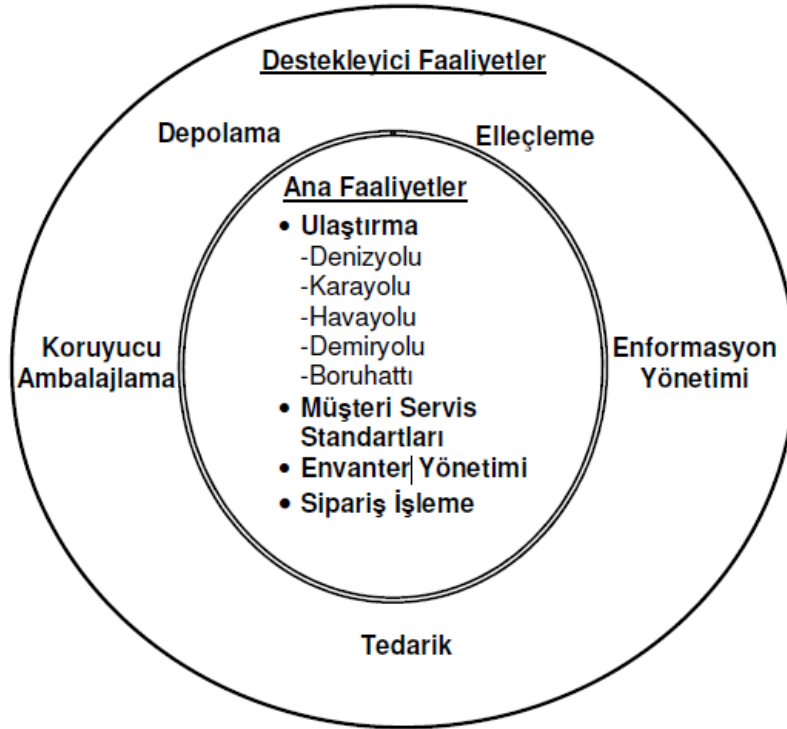 Destekleyici Faaliyetler
Depolama
Elleçleme
Ana Faaliyetler
• Ulaştırma
-Denizyolu
-Karayolu
-Havayolu
-Demiryolu
-Boruhattı
• Müşteri Servis
Standartları
• Envanter Yönetimi
• Sipariş İşleme
Koruyucu
Ambalajlama
Enformasyon
Yönetimi
Tedarik